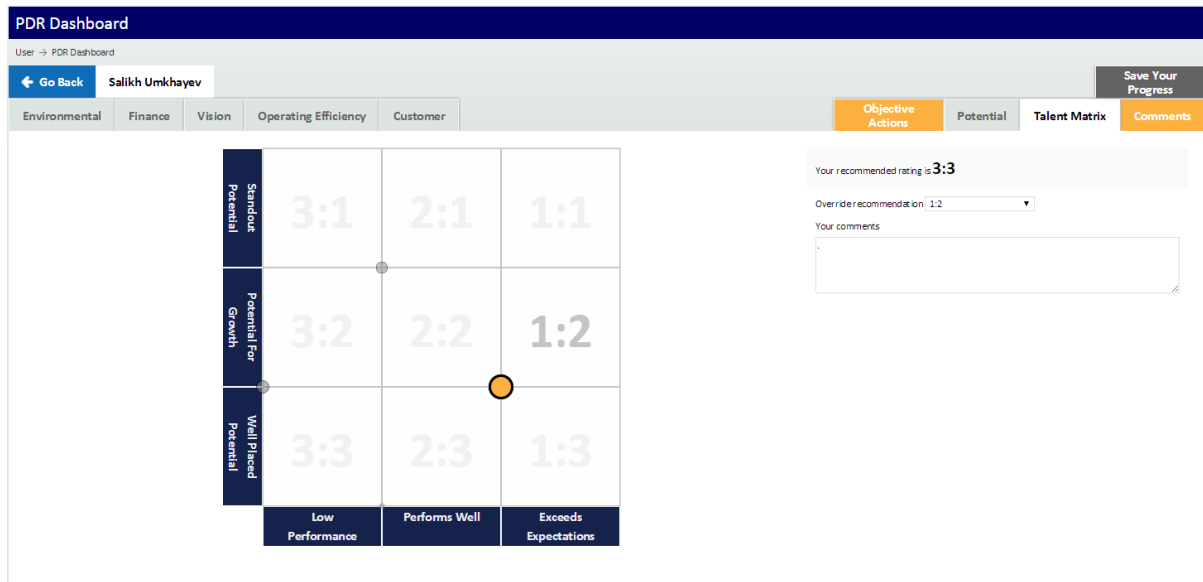 PDR Dashboard
User → PDR Dashboard
Go Back
Salikh Umkhayev
Save Your
Progress
Environmental
Finance
Vision
Operating Efficiency
Customer
Objective
Actions
Potential
Talent Matrix
Comments
Standout
Potential
3:1
2:1
1:1
Potential For
Growth
3:2
2:2
1:2
Well Placed
Potential
3:3
2:3
1:3
Low
Performance
Performs Well
Exceeds
Expectations
Your recommended rating is 3:3
Override recommendation 1:2
Your comments
.